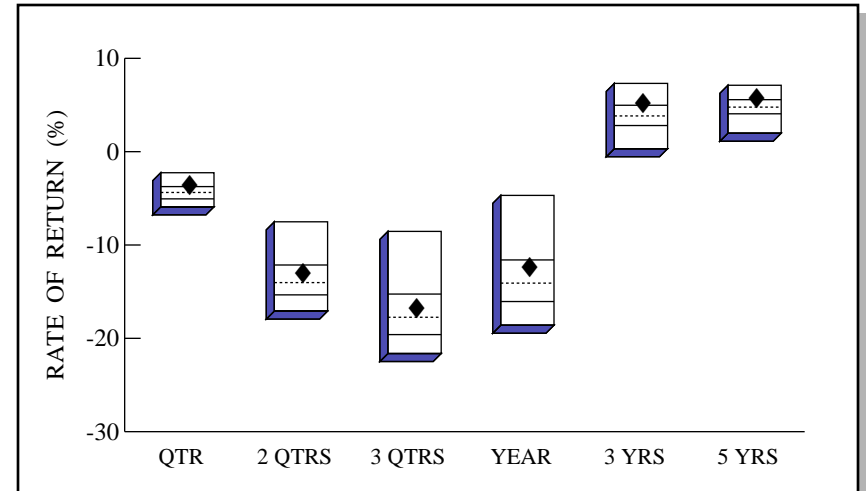 10
0
-10
-20
-30
RATE OF RETURN (%)
QTR 2 QTRS 3 QTRS YEAR 3 YRS 5 YRS